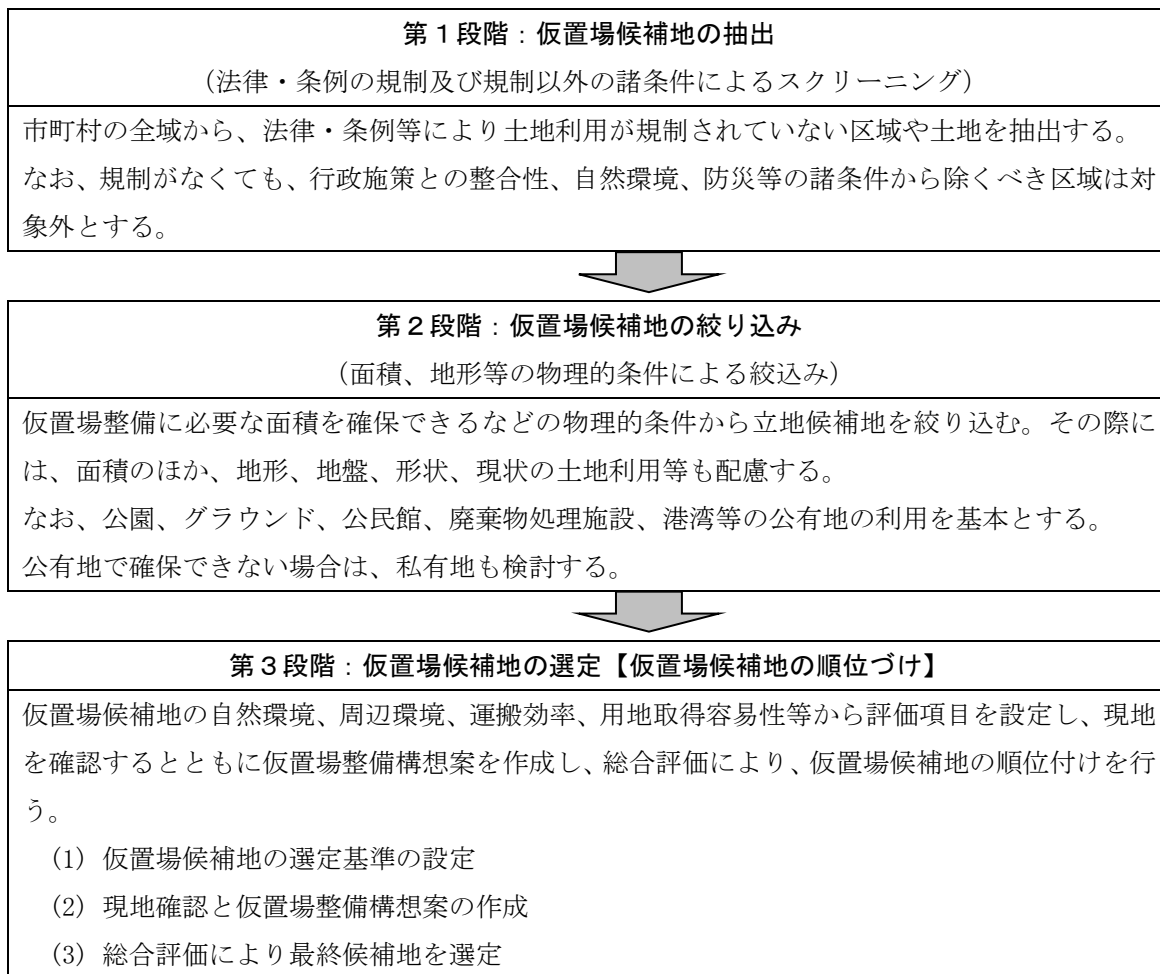 第１段階：仮置場候補地の抽出
（法律・条例の規制及び規制以外の諸条件によるスクリーニング）
市町村の全域から、法律・条例等により土地利用が規制されていない区域や土地を抽出する。
なお、規制がなくても、行政施策との整合性、自然環境、防災等の諸条件から除くべき区域は対
象外とする。
第２段階：仮置場候補地の絞り込み
（面積、地形等の物理的条件による絞込み）
仮置場整備に必要な面積を確保できるなどの物理的条件から立地候補地を絞り込む。その際に
は、面積のほか、地形、地盤、形状、現状の土地利用等も配慮する。
なお、公園、グラウンド、公民館、廃棄物処理施設、港湾等の公有地の利用を基本とする。
公有地で確保できない場合は、私有地も検討する。
第３段階：仮置場候補地の選定【仮置場候補地の順位づけ】
仮置場候補地の自然環境、周辺環境、運搬効率、用地取得容易性等から評価項目を設定し、現地
を確認するとともに仮置場整備構想案を作成し、総合評価により、仮置場候補地の順位付けを行
う。
(1) 仮置場候補地の選定基準の設定
(2) 現地確認と仮置場整備構想案の作成
(3) 総合評価により最終候補地を選定